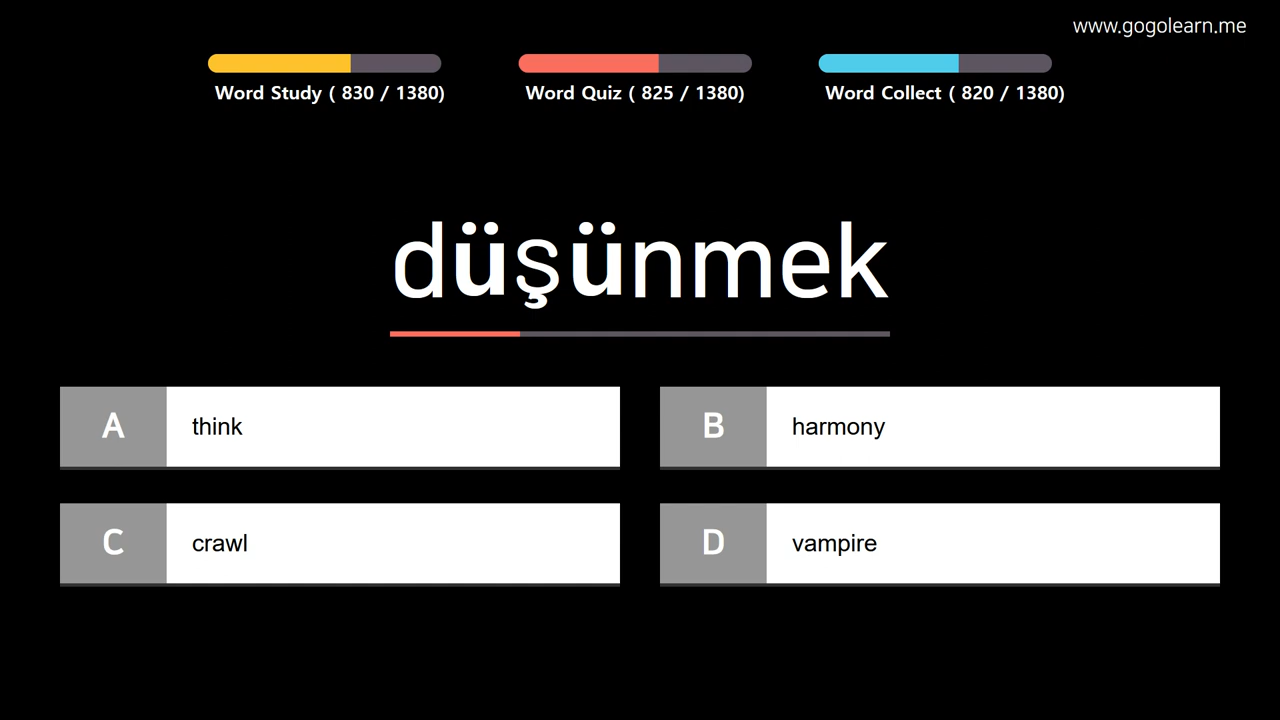 www.gogolearn.me
Word Study ( 830 / 1380)
Word Quiz ( 825 / 1380)
Word Collect ( 820 / 1380)
düşünmek
A think
B harmony
C crawl
D vampire